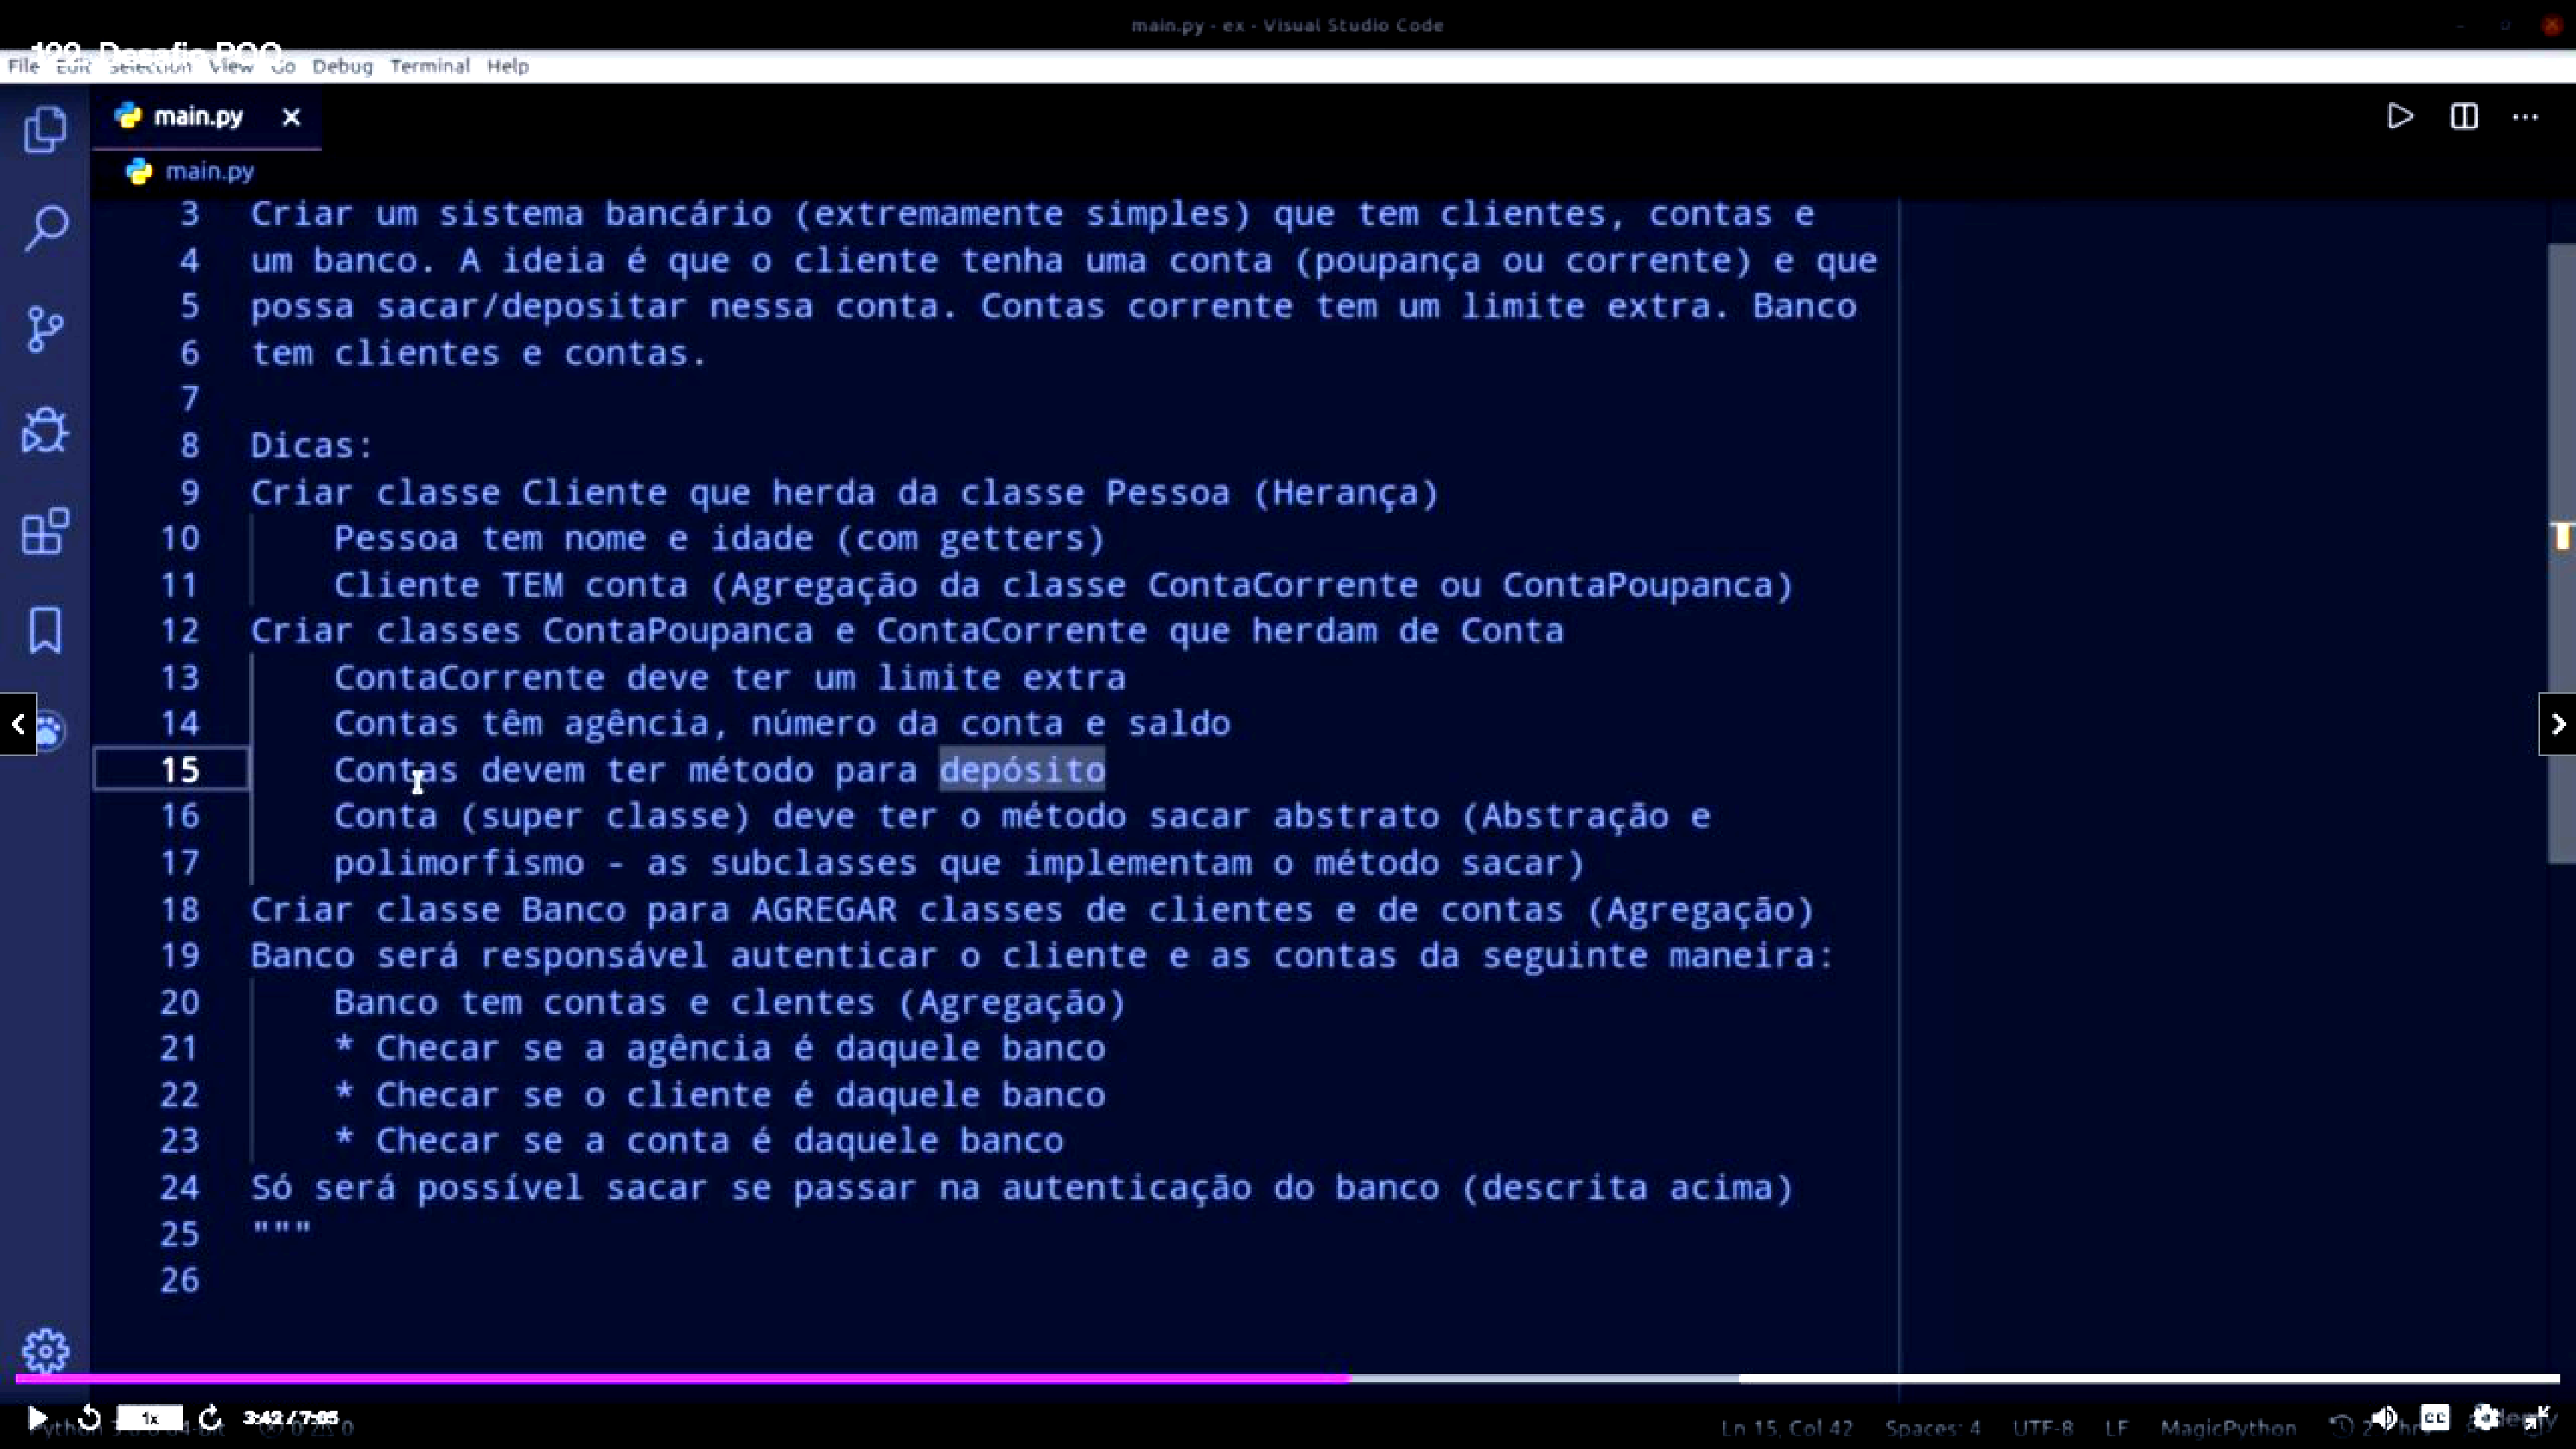 main.py - ex - Visual Studio Code
File Edit Selection View Go Debug Terminal Help
main.py
main.py
3 Criar um sistema bancário (extremamente simples) que tem clientes, contas e
4 um banco. A ideia é que o cliente tenha uma conta (poupança ou corrente) e que
5 possa sacar/depositar nessa conta. Contas corrente tem um limite extra. Banco
6 tem clientes e contas.
7
8 Dicas:
9 Criar classe Cliente que herda da classe Pessoa (Herança)
10 Pessoa tem nome e idade (com getters)
11 Cliente TEM conta (Agregação da classe ContaCorrente ou ContaPoupanca)
12 Criar classes ContaPoupanca e ContaCorrente que herdam de Conta
13 ContaCorrente deve ter um limite extra
14 Contas têm agência, número da conta e saldo
15 Contas devem ter método para depósito
16 Conta (super classe) deve ter o método sacar abstrato (Abstração e
17 polimorfismo - as subclasses que implementam o método sacar)
18 Criar classe Banco para AGREGAR classes de clientes e de contas (Agregação)
19 Banco será responsável autenticar o cliente e as contas da seguinte maneira:
20 Banco tem contas e clentes (Agregação)
21 * Checar se a agência é daquele banco
22 * Checar se o cliente é daquele banco
23 * Checar se a conta é daquele banco
24 Só será possível sacar se passar na autenticação do banco (descrita acima)
25 """
26
1x 3:42 / 7:05
Ln 15, Col 42 Spaces: 4 UTF-8 LF MagicPython